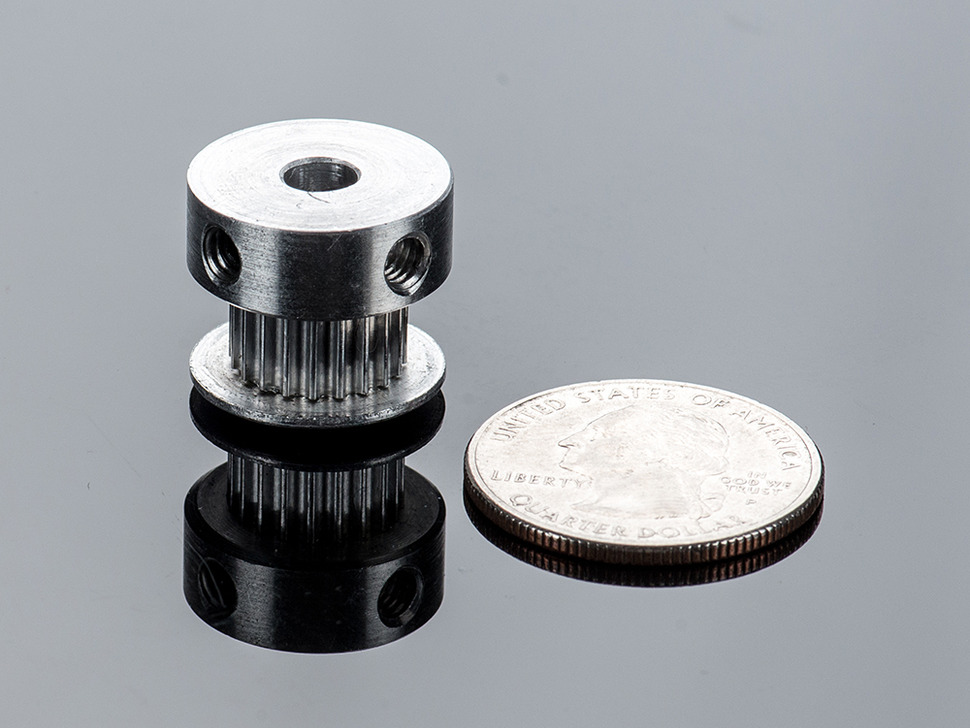 UNITED STATES OF AMERICA
LIBERTY
IN
GOD WE
TRUST
P
QUARTER DOLLAR